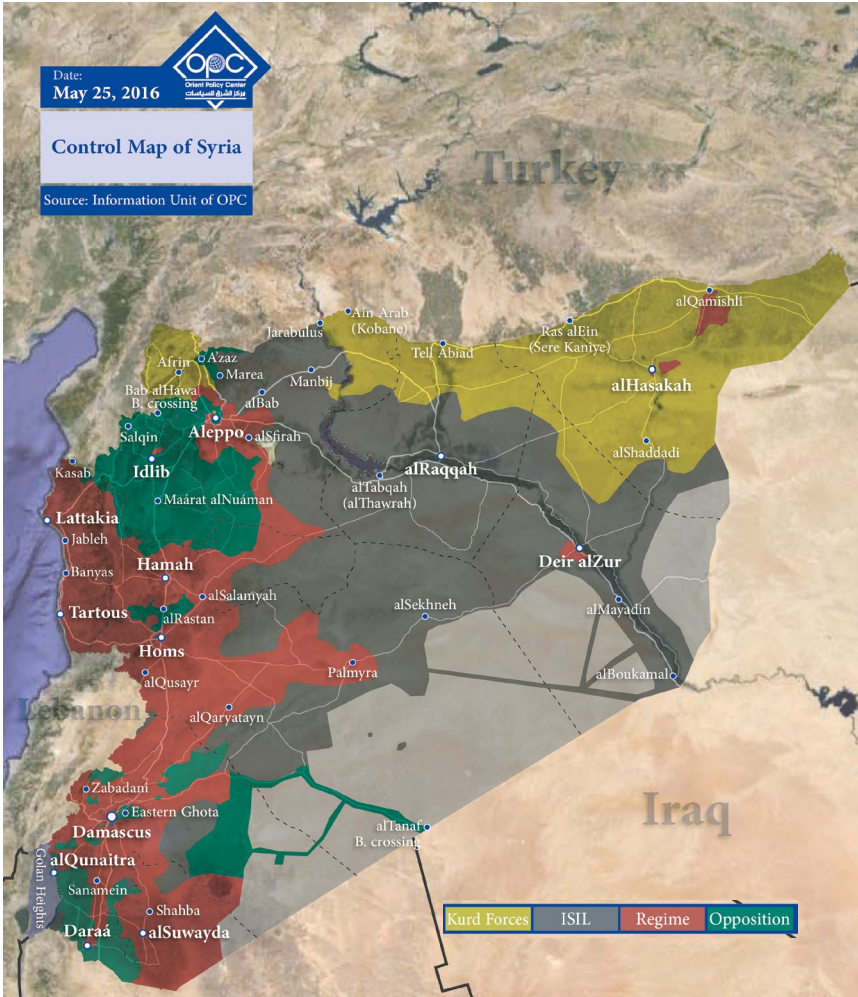 Date:
May 25, 2016
OPC
Orient Policy Center
مركز الشرق للسياسات
Control Map of Syria
Source: Information Unit of OPC
Turkey
Ain Arab
(Kobane)
alQamishli
Jarabulus
Ras alEin
(Sere Kaniye)
Tell Abiad
A'zaz
Afrin
Marea
Manbij
alHasakah
Bab alHawa
B. crossing
alBab
Salqin
Aleppo
alSfirah
alShaddadi
Kasab
Idlib
alRaqqah
alTabqah
(alThawrah)
Maárat alNuáman
Lattakia
Jableh
Hamah
Deir alZur
Banyas
alSalamyah
alSekhneh
alMayadin
Tartous
alRastan
Homs
Palmyra
alBoukamal
alQusayr
Lebanon
alQaryatayn
Zabadani
Eastern Ghota
Damascus
alTanaf
B. crossing
Iraq
alQunaitra
Golan Heights
Sanamein
Shahba
Daraá
alSuwayda
Kurd Forces
ISIL
Regime
Opposition